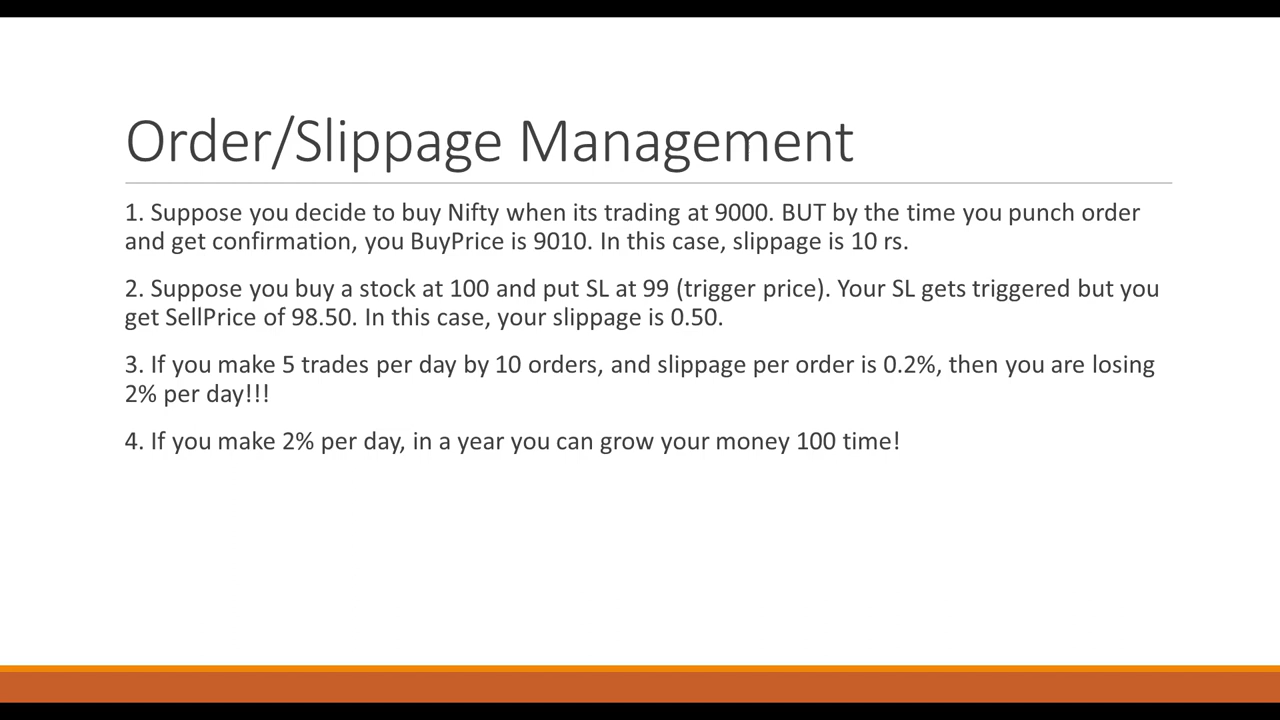 Order/Slippage Management
1. Suppose you decide to buy Nifty when its trading at 9000. BUT by the time you punch order
and get confirmation, you BuyPrice is 9010. In this case, slippage is 10 rs.
2. Suppose you buy a stock at 100 and put SL at 99 (trigger price). Your SL gets triggered but you
get SellPrice of 98.50. In this case, your slippage is 0.50.
3. If you make 5 trades per day by 10 orders, and slippage per order is 0.2%, then you are losing
2% per day!!!
4. If you make 2% per day, in a year you can grow your money 100 time!